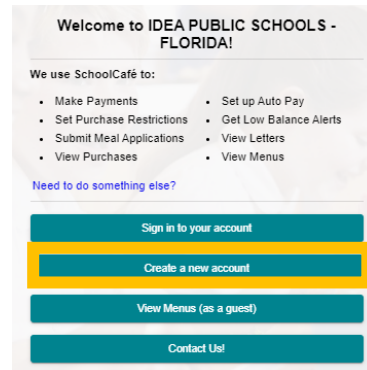 Welcome to IDEA PUBLIC SCHOOLS -
FLORIDA!
We use SchoolCafé to:
• Make Payments
• Set Purchase Restrictions
• Submit Meal Applications
• View Purchases
• Set up Auto Pay
• Get Low Balance Alerts
• View Letters
• View Menus
Need to do something else?
Sign in to your account
Create a new account
View Menus (as a guest)
Contact Us!